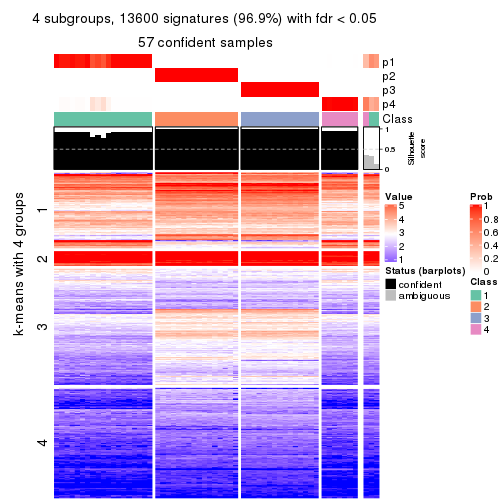 4 subgroups, 13600 signatures (96.9%) with fdr < 0.05
57 confident samples
p1
p2
p3
p4
Class
1
0.5
0
Silhouette
score
k-means with 4 groups
1
2
3
4
Value
5
4
3
2
1
Status (barplots)
confident
ambiguous
Prob
1
0.8
0.6
0.4
0.2
0
Class
1
2
3
4